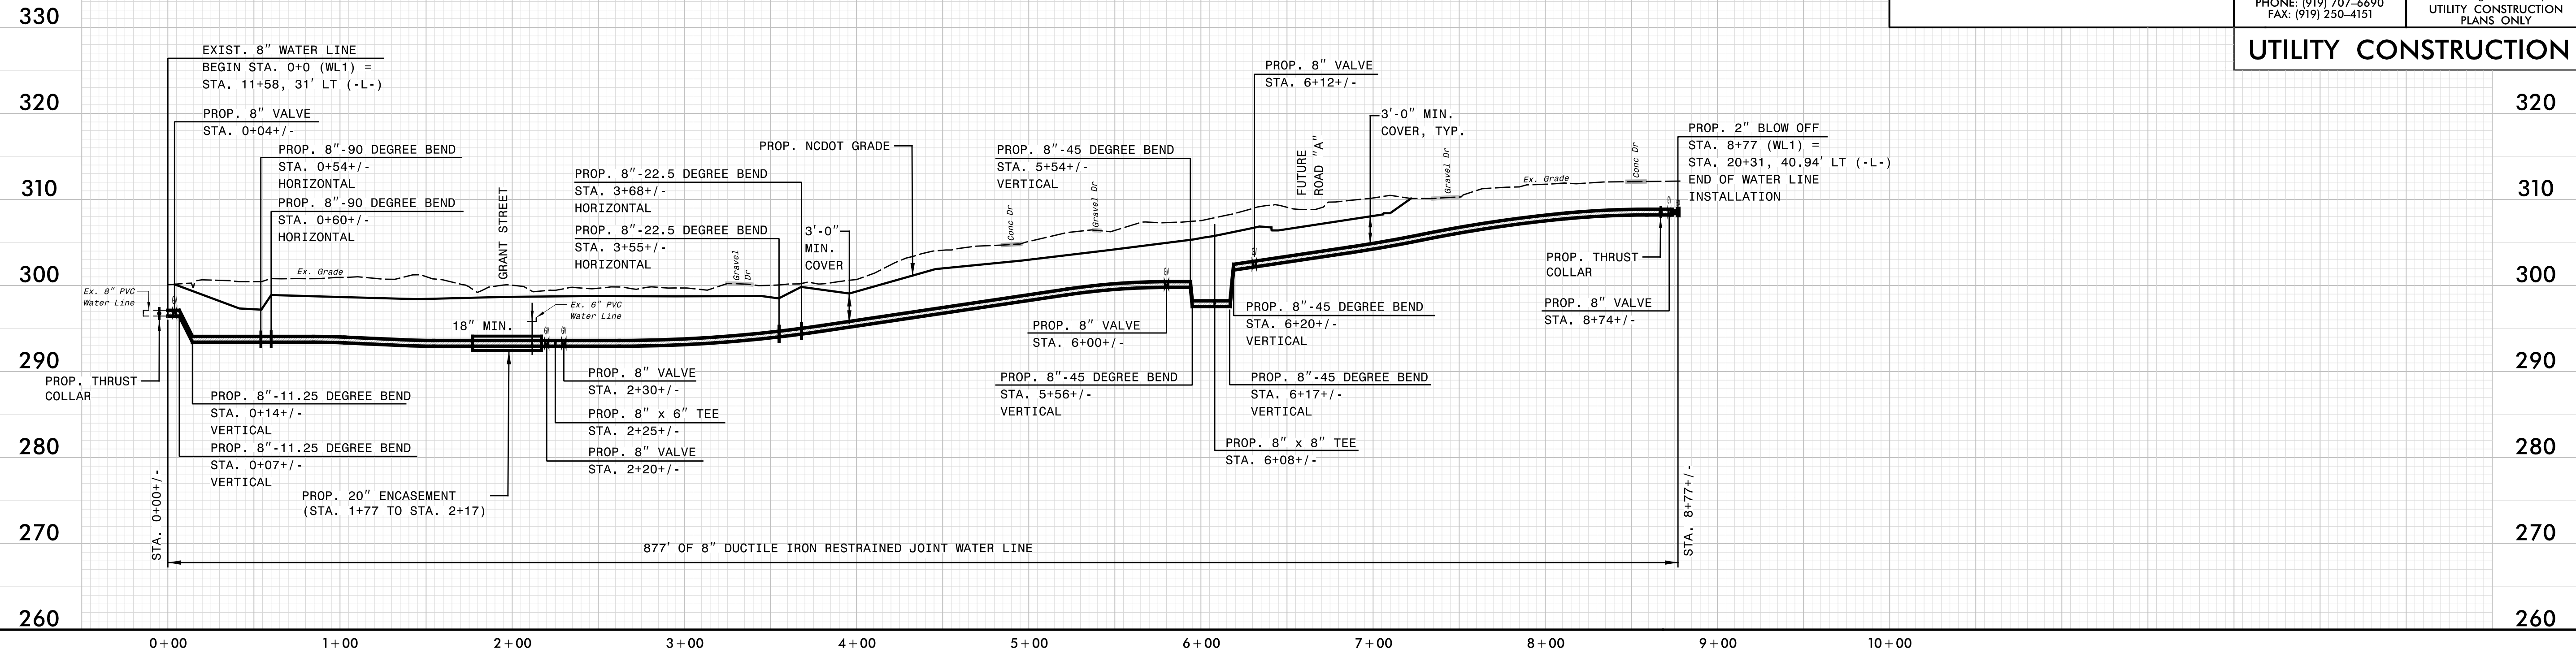 PHONE: (919) 707-6690
FAX: (919) 250-4151
UTILITY CONSTRUCTION
PLANS ONLY
UTILITY CONSTRUCTION
330
320
310
300
290
280
270
260
EXIST. 8" WATER LINE
BEGIN STA. 0+0 (WL1) =
STA. 11+58, 31' LT (-L-)
PROP. 8" VALVE
STA. 0+04+/-
PROP. 8"-90 DEGREE BEND
STA. 0+54+/-
HORIZONTAL
PROP. 8"-90 DEGREE BEND
STA. 0+60+/-
HORIZONTAL
Ex. Grade
Ex. 8" PVC
Water Line
PROP. THRUST
COLLAR
PROP. 8"-11.25 DEGREE BEND
STA. 0+14+/-
VERTICAL
PROP. 8"-11.25 DEGREE BEND
STA. 0+07+/-
VERTICAL
STA. 0+00+/-
PROP. 20" ENCASEMENT
(STA. 1+77 TO STA. 2+17)
GRANT STREET
18" MIN.
Ex. 6" PVC
Water Line
PROP. 8" VALVE
STA. 2+30+/-
PROP. 8" x 6" TEE
STA. 2+25+/-
PROP. 8" VALVE
STA. 2+20+/-
PROP. 8"-22.5 DEGREE BEND
STA. 3+68+/-
HORIZONTAL
PROP. 8"-22.5 DEGREE BEND
STA. 3+55+/-
HORIZONTAL
Gravel
Dr
3'-0"
MIN.
COVER
PROP. NCDOT GRADE
PROP. 8"-45 DEGREE BEND
STA. 5+54+/-
VERTICAL
Conc Dr
Gravel Dr
PROP. 8" VALVE
STA. 6+00+/-
PROP. 8"-45 DEGREE BEND
STA. 5+56+/-
VERTICAL
PROP. 8" VALVE
STA. 6+12+/-
FUTURE
ROAD "A"
3'-0" MIN.
COVER, TYP.
PROP. 8"-45 DEGREE BEND
STA. 6+20+/-
VERTICAL
PROP. 8"-45 DEGREE BEND
STA. 6+17+/-
VERTICAL
PROP. 8" x 8" TEE
STA. 6+08+/-
Gravel Dr
Ex. Grade
Conc Dr
PROP. THRUST
COLLAR
PROP. 8" VALVE
STA. 8+74+/-
PROP. 2" BLOW OFF
STA. 8+77 (WL1) =
STA. 20+31, 40.94' LT (-L-)
END OF WATER LINE
INSTALLATION
STA. 8+77+/-
877' OF 8" DUCTILE IRON RESTRAINED JOINT WATER LINE
320
310
300
290
280
270
260
0+00 1+00 2+00 3+00 4+00 5+00 6+00 7+00 8+00 9+00 10+00